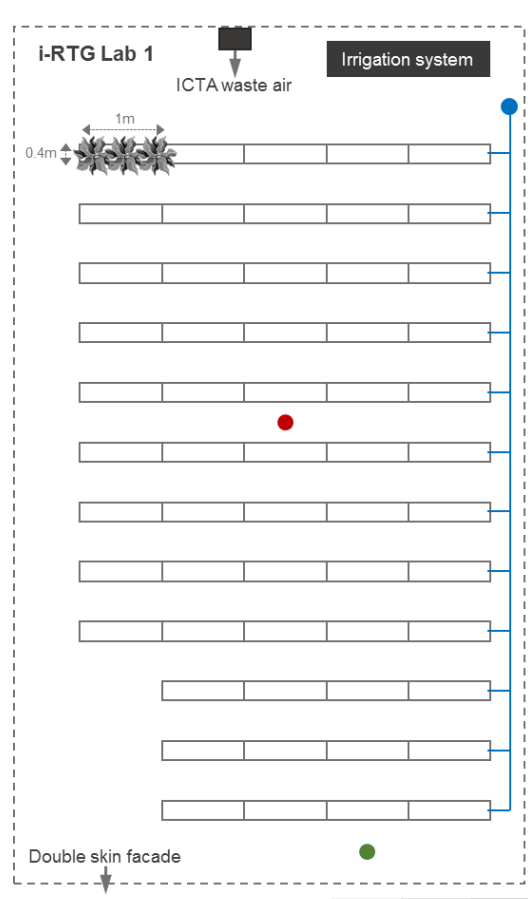 i-RTG Lab 1
Irrigation system
ICTA waste air
1m
0.4m
Double skin facade